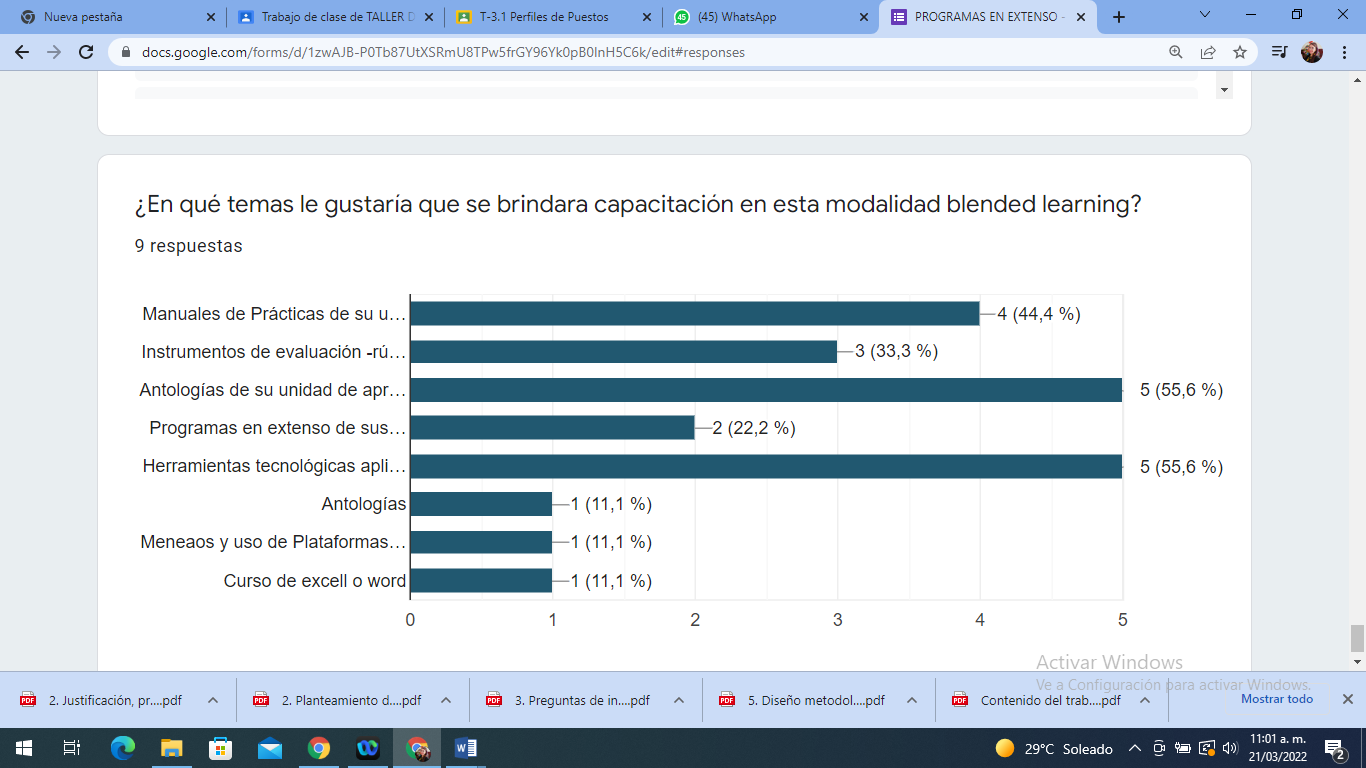 Nueva pestaña
Trabajo de clase de TALLER D
T-3.1 Perfiles de Puestos
(45) WhatsApp
PROGRAMAS EN EXTENSO -
docs.google.com/forms/d/1zwAJB-P0Tb87UtXSRmU8TPw5frGY96Yk0pB0InH5C6k/edit#responses
¿En qué temas le gustaría que se brindara capacitación en esta modalidad blended learning?
9 respuestas
Manuales de Prácticas de su u... 4 (44,4 %)
Instrumentos de evaluación -rú... 3 (33,3 %)
Antologías de su unidad de apr... 5 (55,6 %)
Programas en extenso de sus... 2 (22,2 %)
Herramientas tecnológicas apli... 5 (55,6 %)
Antologías 1 (11,1 %)
Meneaos y uso de Plataformas... 1 (11,1 %)
Curso de excell o word 1 (11,1 %)
0 1 2 3 4 5
Activar Windows
Ve a Configuración para activar Windows.
2. Justificación, pr....pdf
2. Planteamiento d....pdf
3. Preguntas de in....pdf
5. Diseño metodol....pdf
Contenido del trab....pdf
Mostrar todo
29°C Soleado
11:01 a. m.
21/03/2022
2